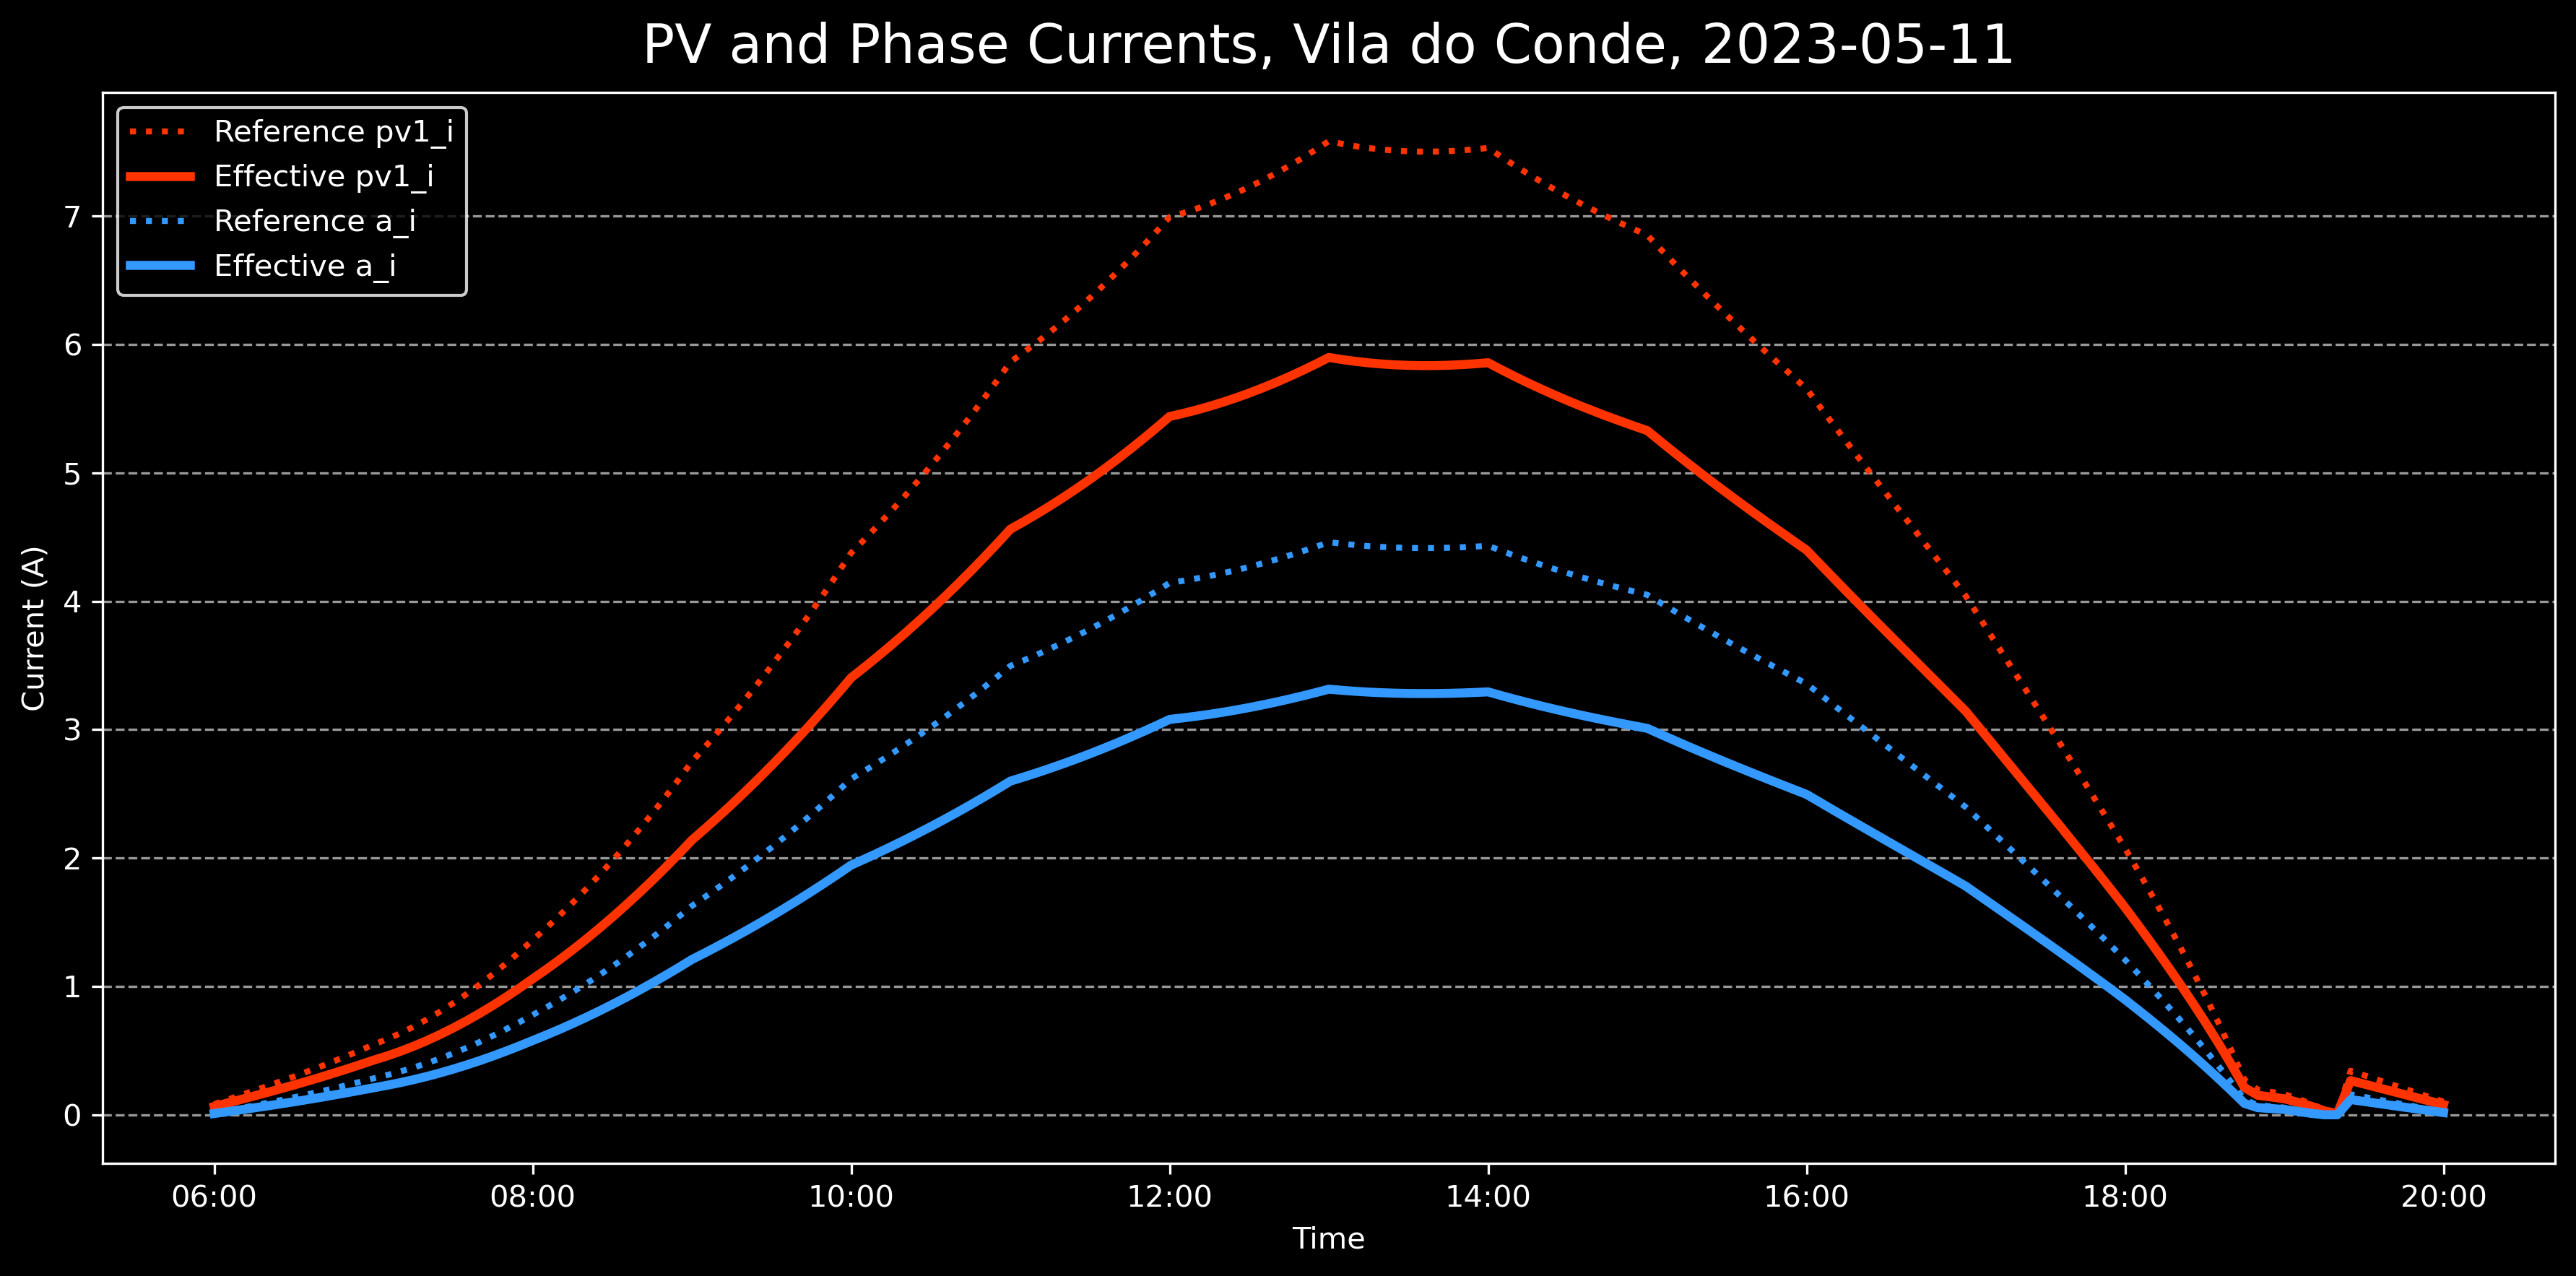 PV and Phase Currents, Vila do Conde, 2023-05-11
Reference pv1_i
Effective pv1_i
Reference a_i
Effective a_i
Current (A)
7
6
5
4
3
2
1
0
06:00 08:00 10:00 12:00 14:00 16:00 18:00 20:00
Time